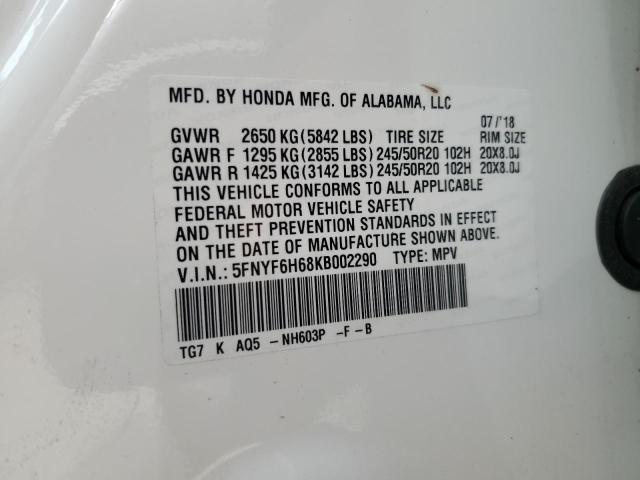 MFD. BY HONDA MFG. OF ALABAMA, LLC
07/'18
GVWR 2650 KG(5842 LBS) TIRE SIZE RIM SIZE
GAWR F 1295 KG(2855 LBS)245/50R20 102H 20X8.0J
GAWR R 1425 KG(3142 LBS)245/50R20 102H 20X8.0J
THIS VEHICLE CONFORMS TO ALL APPLICABLE
FEDERAL MOTOR VEHICLE SAFETY
AND THEFT PREVENTION STANDARDS IN EFFECT
ON THE DATE OF MANUFACTURE SHOWN ABOVE.
V.I.N.: 5FNYF6H68KB002290 TYPE: MPV
TG7 K AQ5 -NH603P -F-B